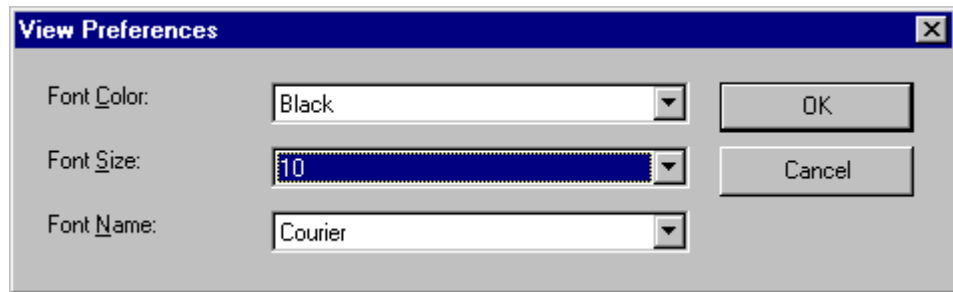 View Preferences
Font Color: Black OK
Font Size: 10 Cancel
Font Name: Courier